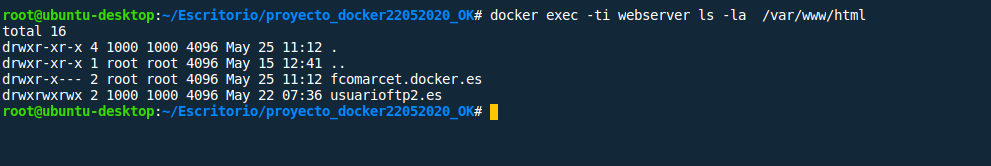 root@ubuntu-desktop:~/Escritorio/proyecto_docker22052020_OK# docker exec -ti webserver ls -la  /var/www/html
total 16
drwxr-xr-x 4 1000 1000 4096 May 25 11:12 .
drwxr-xr-x 1 root root 4096 May 15 12:41 ..
drwxr-x--- 2 root root 4096 May 25 11:12 fcomarcet.docker.es
drwxrwxrwx 2 1000 1000 4096 May 22 07:36 usuarioftp2.es
root@ubuntu-desktop:~/Escritorio/proyecto_docker22052020_OK#